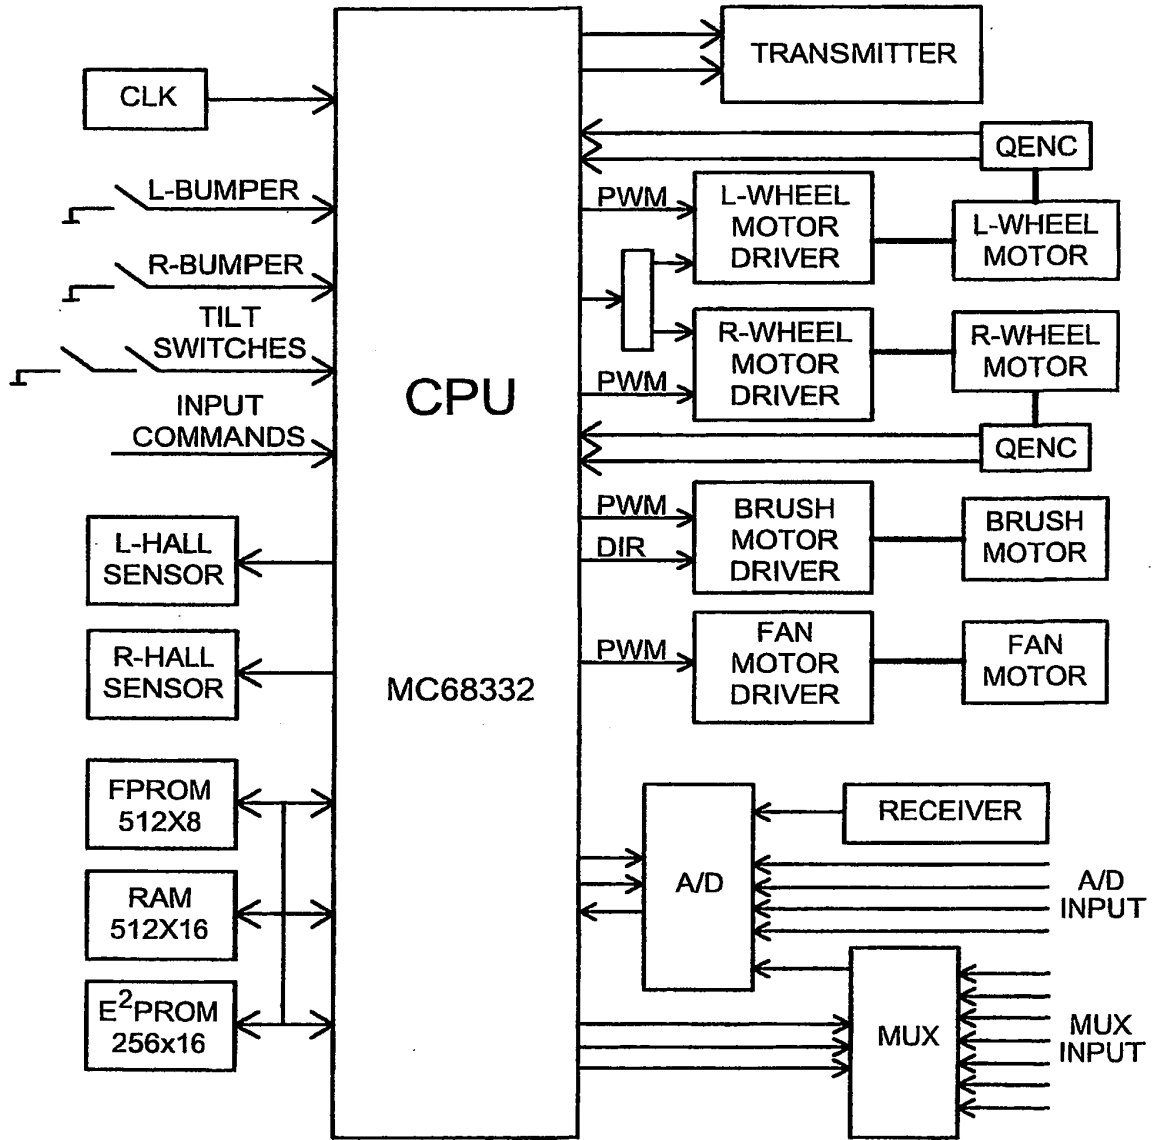 TRANSMITTER
CLK
QENC
L-BUMPER
PWM
L-WHEEL
MOTOR
DRIVER
L-WHEEL
MOTOR
R-BUMPER
TILT
SWITCHES
R-WHEEL
MOTOR
DRIVER
R-WHEEL
MOTOR
CPU
PWM
INPUT
COMMANDS
QENC
PWM
DIR
BRUSH
MOTOR
DRIVER
BRUSH
MOTOR
L-HALL
SENSOR
R-HALL
SENSOR
MC68332
PWM
FAN
MOTOR
DRIVER
FAN
MOTOR
FPROM
512X8
RECEIVER
RAM
512X16
A/D
A/D
INPUT
E²PROM
256x16
MUX
MUX
INPUT